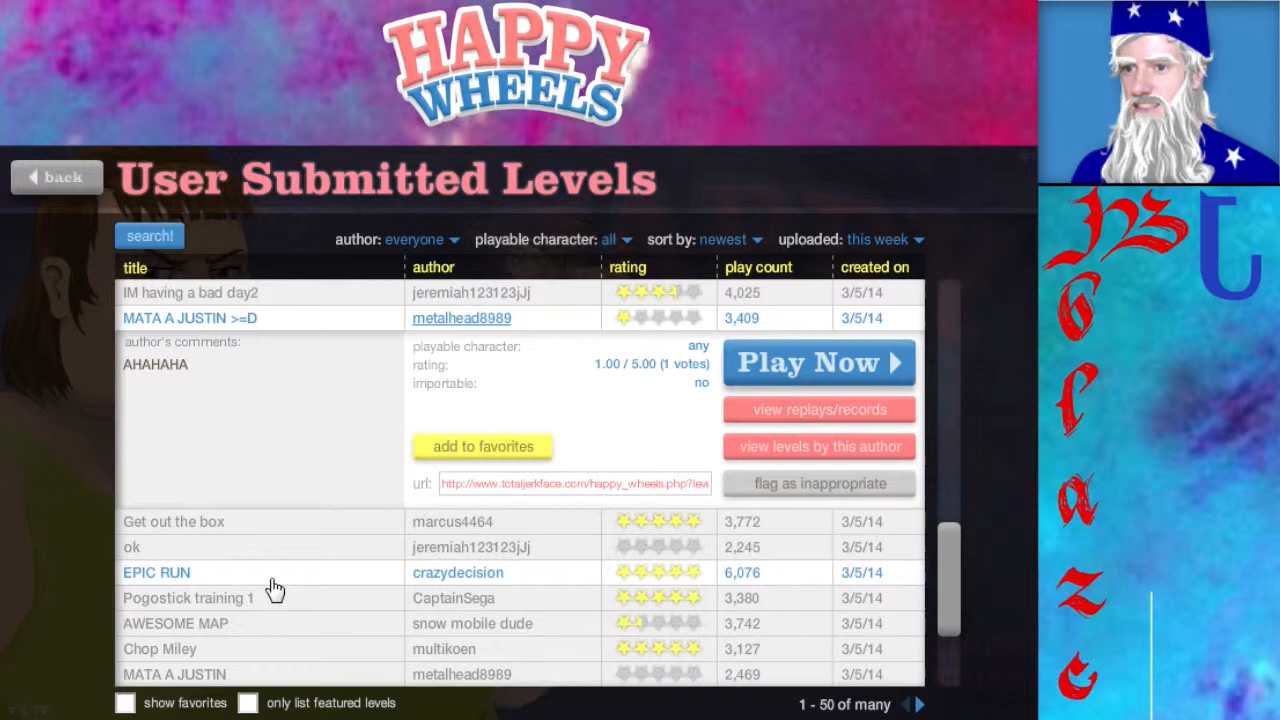 HAPPY
WHEELS
back
User Submitted Levels
search!
author: everyone
playable character: all
sort by: newest
uploaded: this week
title author rating play count created on
IM having a bad day2 jeremiah123123jJj 4,025 3/5/14
MATA A JUSTIN >=D metalhead8989 3,409 3/5/14
author's comments:
AHAHAHA
playable character: any
rating: 1.00 / 5.00 (1 votes)
importable: no
add to favorites
url: http://www.totaljerkface.com/happy_wheels.php?lev
Play Now
view replays/records
view levels by this author
flag as inappropriate
Get out the box marcus4464 3,772 3/5/14
ok jeremiah123123jJj 2,245 3/5/14
EPIC RUN crazydecision 6,076 3/5/14
Pogostick training 1 CaptainSega 3,380 3/5/14
AWESOME MAP snow mobile dude 3,742 3/5/14
Chop Miley multikoen 3,127 3/5/14
MATA A JUSTIN metalhead8989 2,469 3/5/14
show favorites
only list featured levels
1 - 50 of many